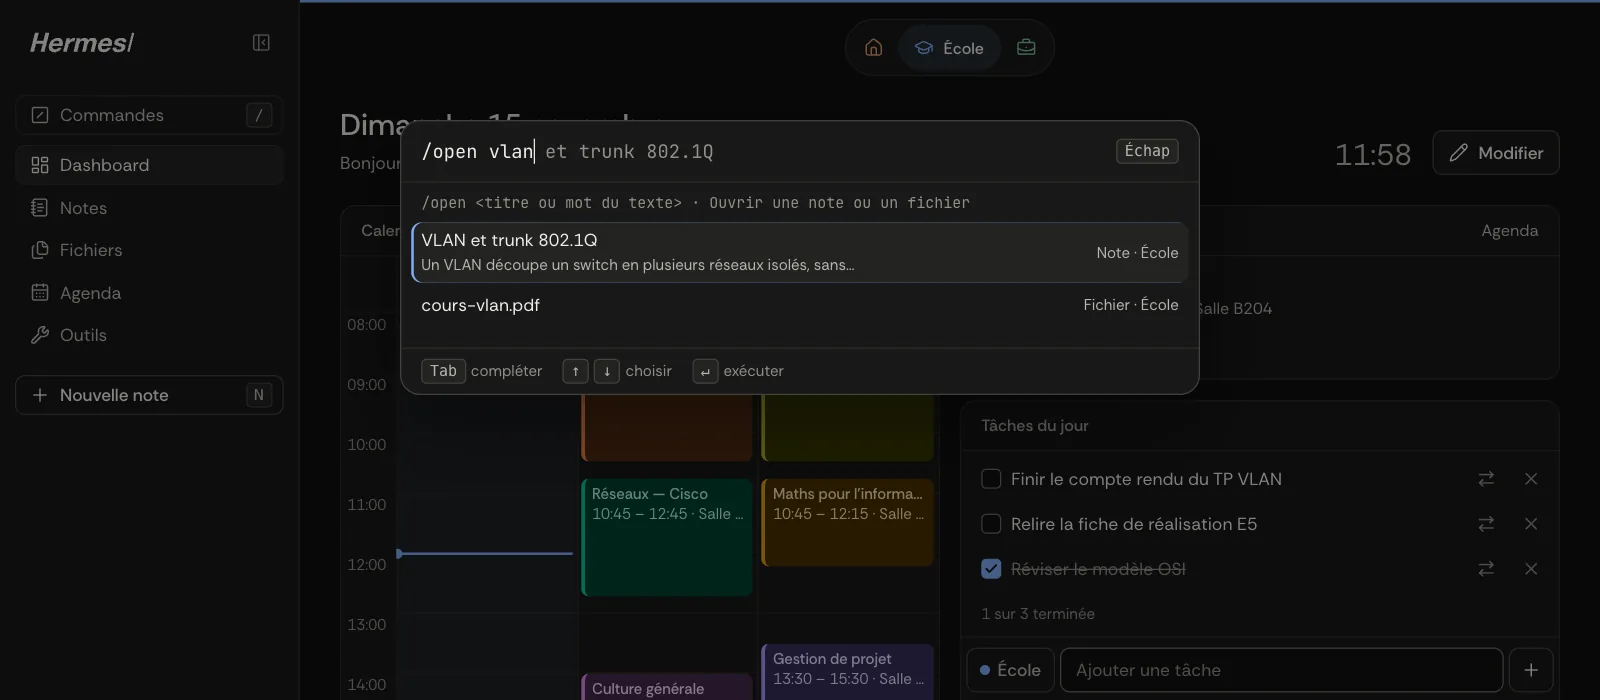 Hermes/
Commandes /
Dashboard
Notes
Fichiers
Agenda
Outils
Nouvelle note N
École
Bonjour
11:58
Modifier
/open vlan et trunk 802.1Q
Échap
/open <titre ou mot du texte> · Ouvrir une note ou un fichier
VLAN et trunk 802.1Q
Un VLAN découpe un switch en plusieurs réseaux isolés, sans…
Note · École
cours-vlan.pdf
Fichier · École
Tab compléter ↑ ↓ choisir ↵ exécuter
Agenda
Salle B204
08:00
09:00
10:00
11:00
12:00
13:00
14:00
Réseaux — Cisco
10:45 – 12:45 · Salle …
Maths pour l'informa…
10:45 – 12:15 · Salle …
Gestion de projet
13:30 – 15:30 · Salle …
Culture générale
Tâches du jour
Finir le compte rendu du TP VLAN
Relire la fiche de réalisation E5
Réviser le modèle OSI
1 sur 3 terminée
École
Ajouter une tâche
+